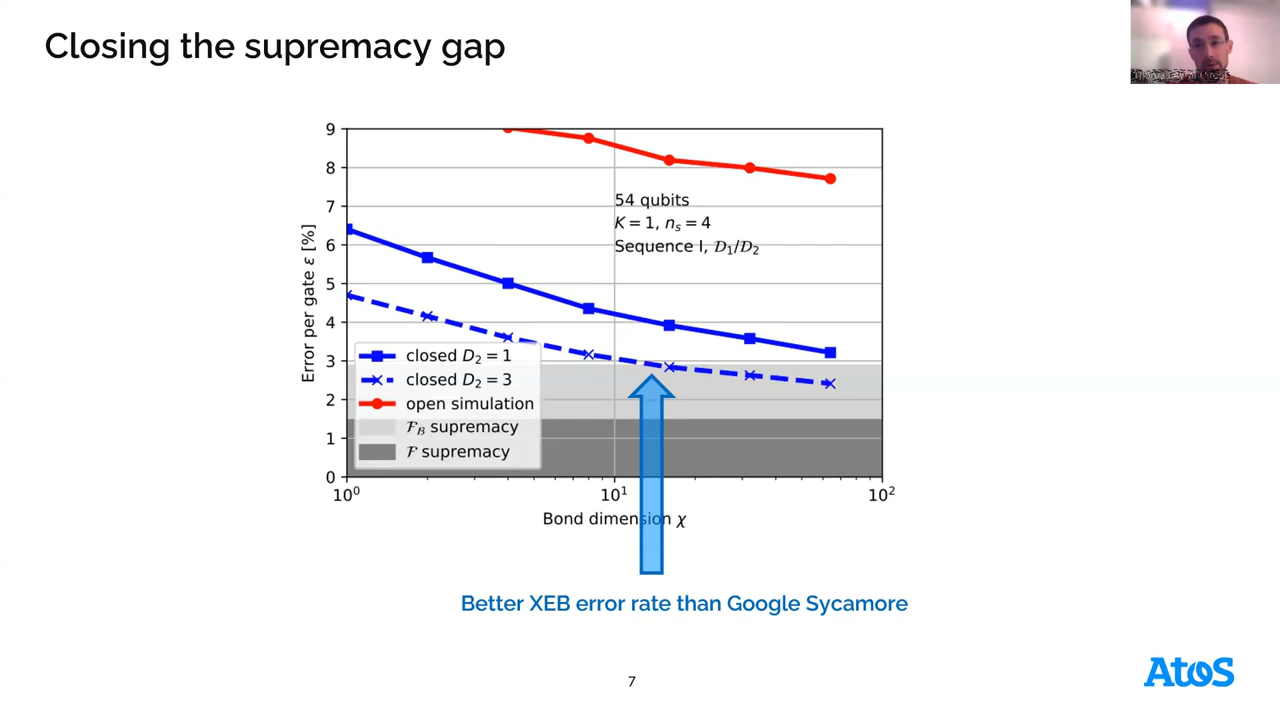 Closing the supremacy gap
9
8
7
6
5
4
3
2
1
0
Error per gate ε [%]
54 qubits
K = 1, nₛ = 4
Sequence I, 𝒟₁/𝒟₂
closed D₂ = 1
closed D₂ = 3
open simulation
ℱ_ℬ supremacy
ℱ supremacy
10⁰ 10¹ 10²
Bond dimension χ
Better XEB error rate than Google Sycamore
7
Atos